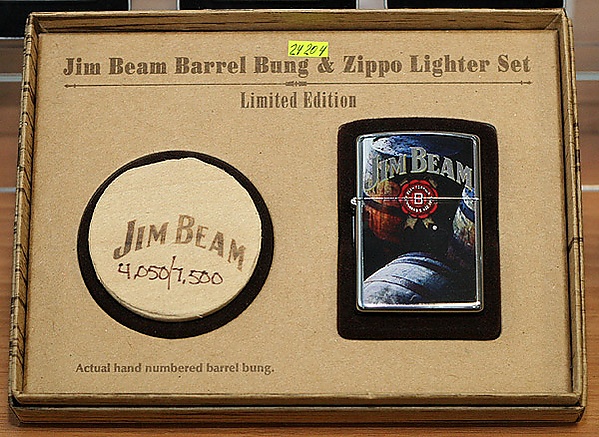 24204
Jim Beam Barrel Bung & Zippo Lighter Set
Limited Edition
JIM BEAM
4,050/7,500
JIM BEAM
B
Actual hand numbered barrel bung.